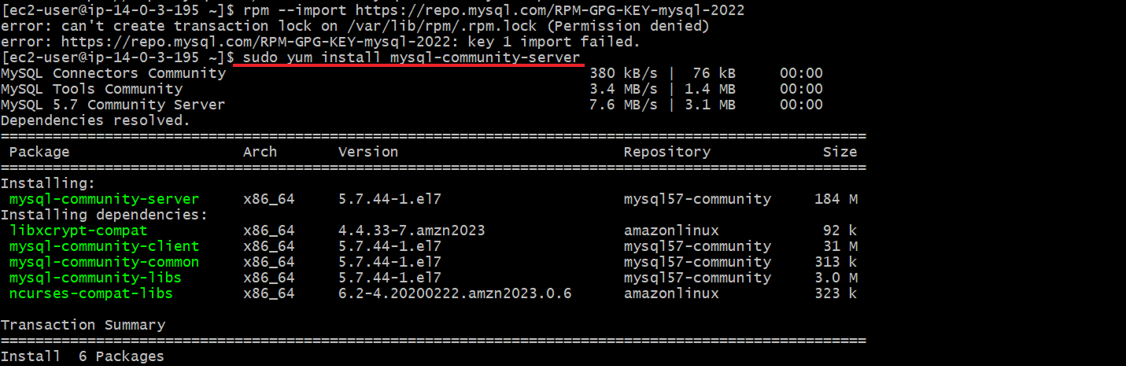 [ec2-user@ip-14-0-3-195 ~]$ rpm --import https://repo.mysql.com/RPM-GPG-KEY-mysql-2022
error: can't create transaction lock on /var/lib/rpm/.rpm.lock (Permission denied)
error: https://repo.mysql.com/RPM-GPG-KEY-mysql-2022: key 1 import failed.
[ec2-user@ip-14-0-3-195 ~]$ sudo yum install mysql-community-server
MySQL Connectors Community 380 kB/s | 76 kB 00:00
MySQL Tools Community 3.4 MB/s | 1.4 MB 00:00
MySQL 5.7 Community Server 7.6 MB/s | 3.1 MB 00:00
Dependencies resolved.
================================================================================
Package Arch Version Repository Size
================================================================================
Installing:
mysql-community-server x86_64 5.7.44-1.el7 mysql57-community 184 M
Installing dependencies:
libxcrypt-compat x86_64 4.4.33-7.amzn2023 amazonlinux 92 k
mysql-community-client x86_64 5.7.44-1.el7 mysql57-community 31 M
mysql-community-common x86_64 5.7.44-1.el7 mysql57-community 313 k
mysql-community-libs x86_64 5.7.44-1.el7 mysql57-community 3.0 M
ncurses-compat-libs x86_64 6.2-4.20200222.amzn2023.0.6 amazonlinux 323 k
Transaction Summary
================================================================================
Install 6 Packages